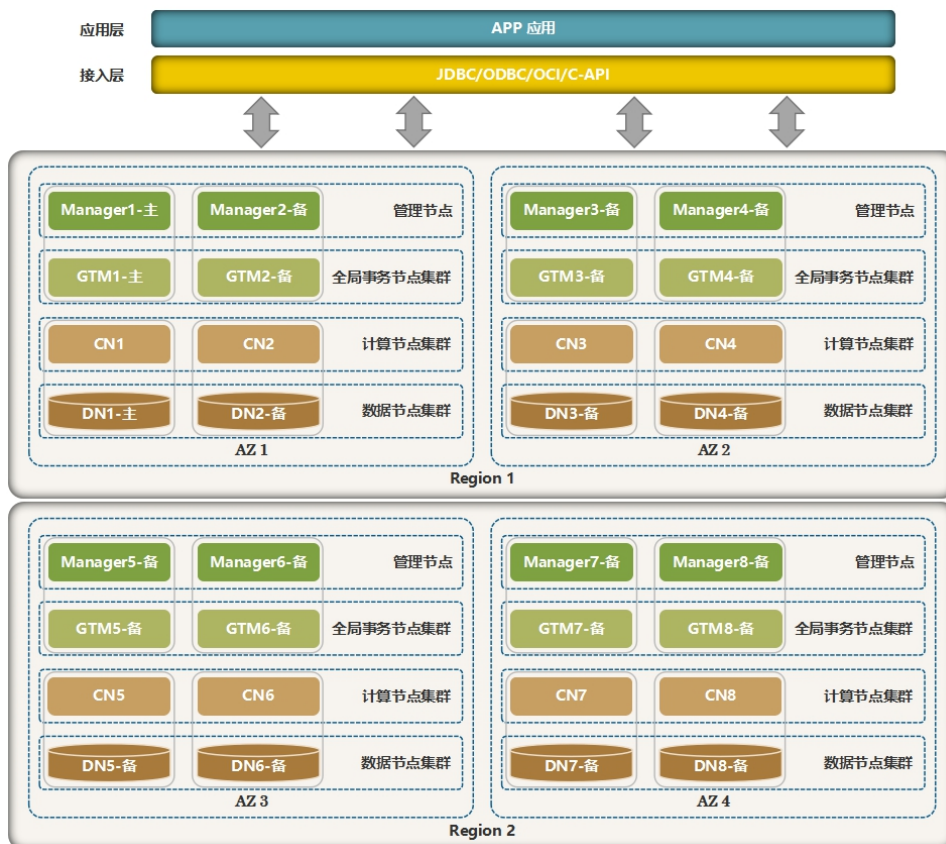 应用层 APP 应用
接入层 JDBC/ODBC/OCI/C-API
Manager1-主 Manager2-备 管理节点 Manager3-备 Manager4-备 管理节点
GTM1-主 GTM2-备 全局事务节点集群 GTM3-备 GTM4-备 全局事务节点集群
CN1 CN2 计算节点集群 CN3 CN4 计算节点集群
DN1-主 DN2-备 数据节点集群 DN3-备 DN4-备 数据节点集群
AZ 1 AZ 2
Region 1
Manager5-备 Manager6-备 管理节点 Manager7-备 Manager8-备 管理节点
GTM5-备 GTM6-备 全局事务节点集群 GTM7-备 GTM8-备 全局事务节点集群
CN5 CN6 计算节点集群 CN7 CN8 计算节点集群
DN5-备 DN6-备 数据节点集群 DN7-备 DN8-备 数据节点集群
AZ 3 AZ 4
Region 2